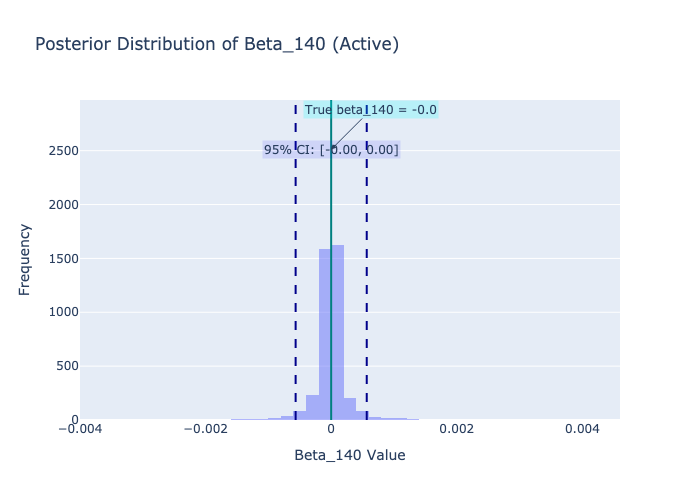 Posterior Distribution of Beta_140 (Active)
True beta_140 = -0.0
95% CI: [-0.00, 0.00]
2500
2000
1500
1000
500
0
Frequency
−0.004
−0.002
0
0.002
0.004
Beta_140 Value